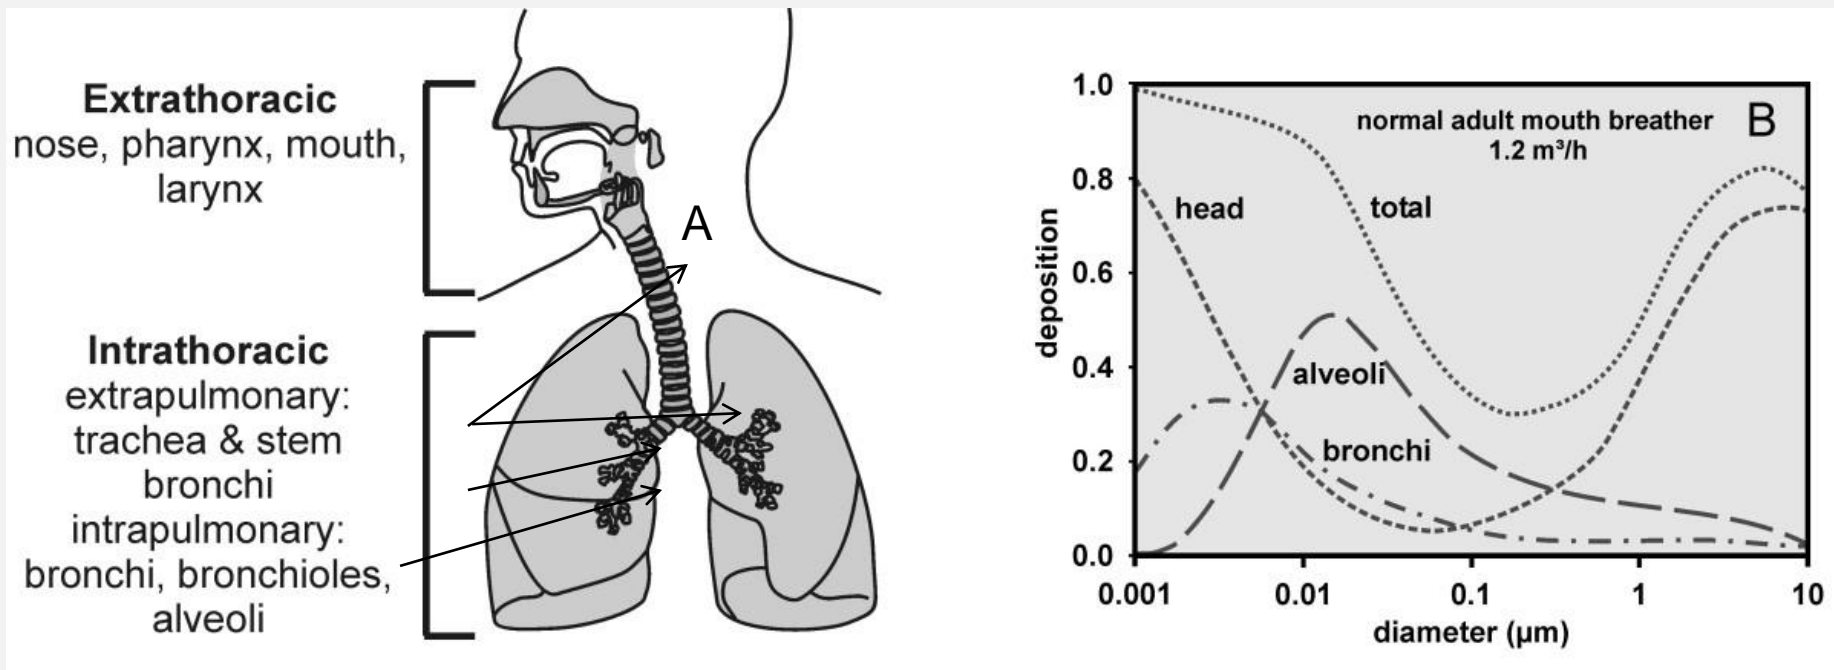 Extrathoracic
nose, pharynx, mouth,
larynx
Intrathoracic
extrapulmonary:
trachea & stem
bronchi
intrapulmonary:
bronchi, bronchioles,
alveoli
A
B
normal adult mouth breather
1.2 m³/h
head
total
alveoli
bronchi
deposition
1.0
0.8
0.6
0.4
0.2
0.0
0.001 0.01 0.1 1 10
diameter (µm)